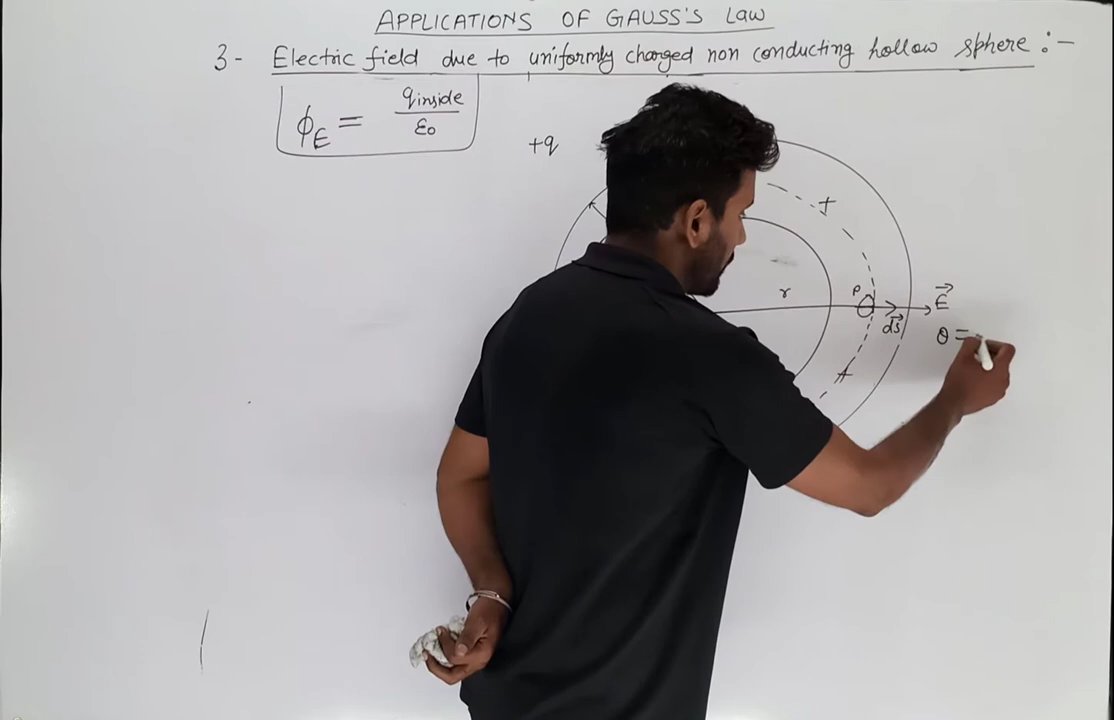 APPLICATIONS OF GAUSS'S LAW
3- Electric field due to uniformly charged non conducting hollow sphere :-
ϕE = qinside/ε0
+q
r
P
E⃗
ds⃗
θ =